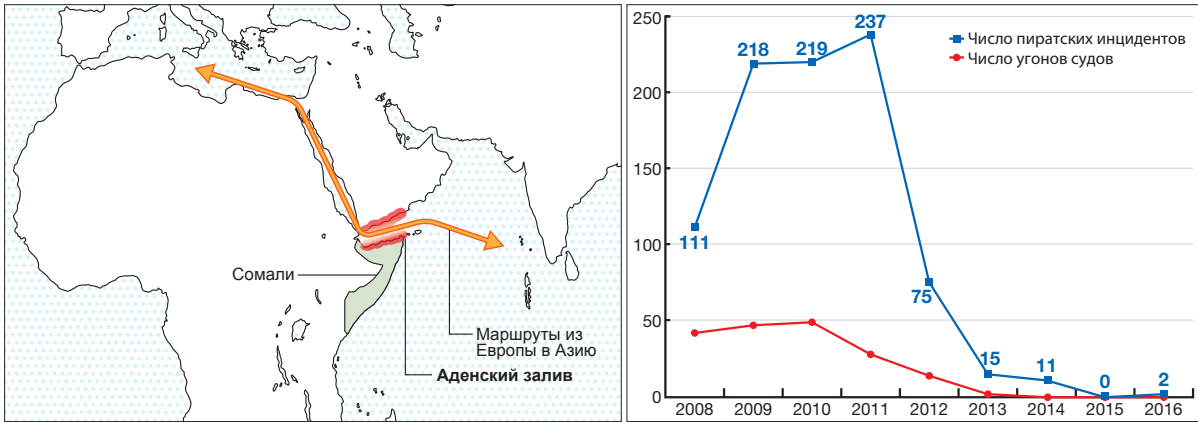 Сомали
Маршруты из
Европы в Азию
Аденский залив
250
200
150
100
50
0
237
218
219
111
75
15
11
0
2
Число пиратских инцидентов
Число угонов судов
2008 2009 2010 2011 2012 2013 2014 2015 2016